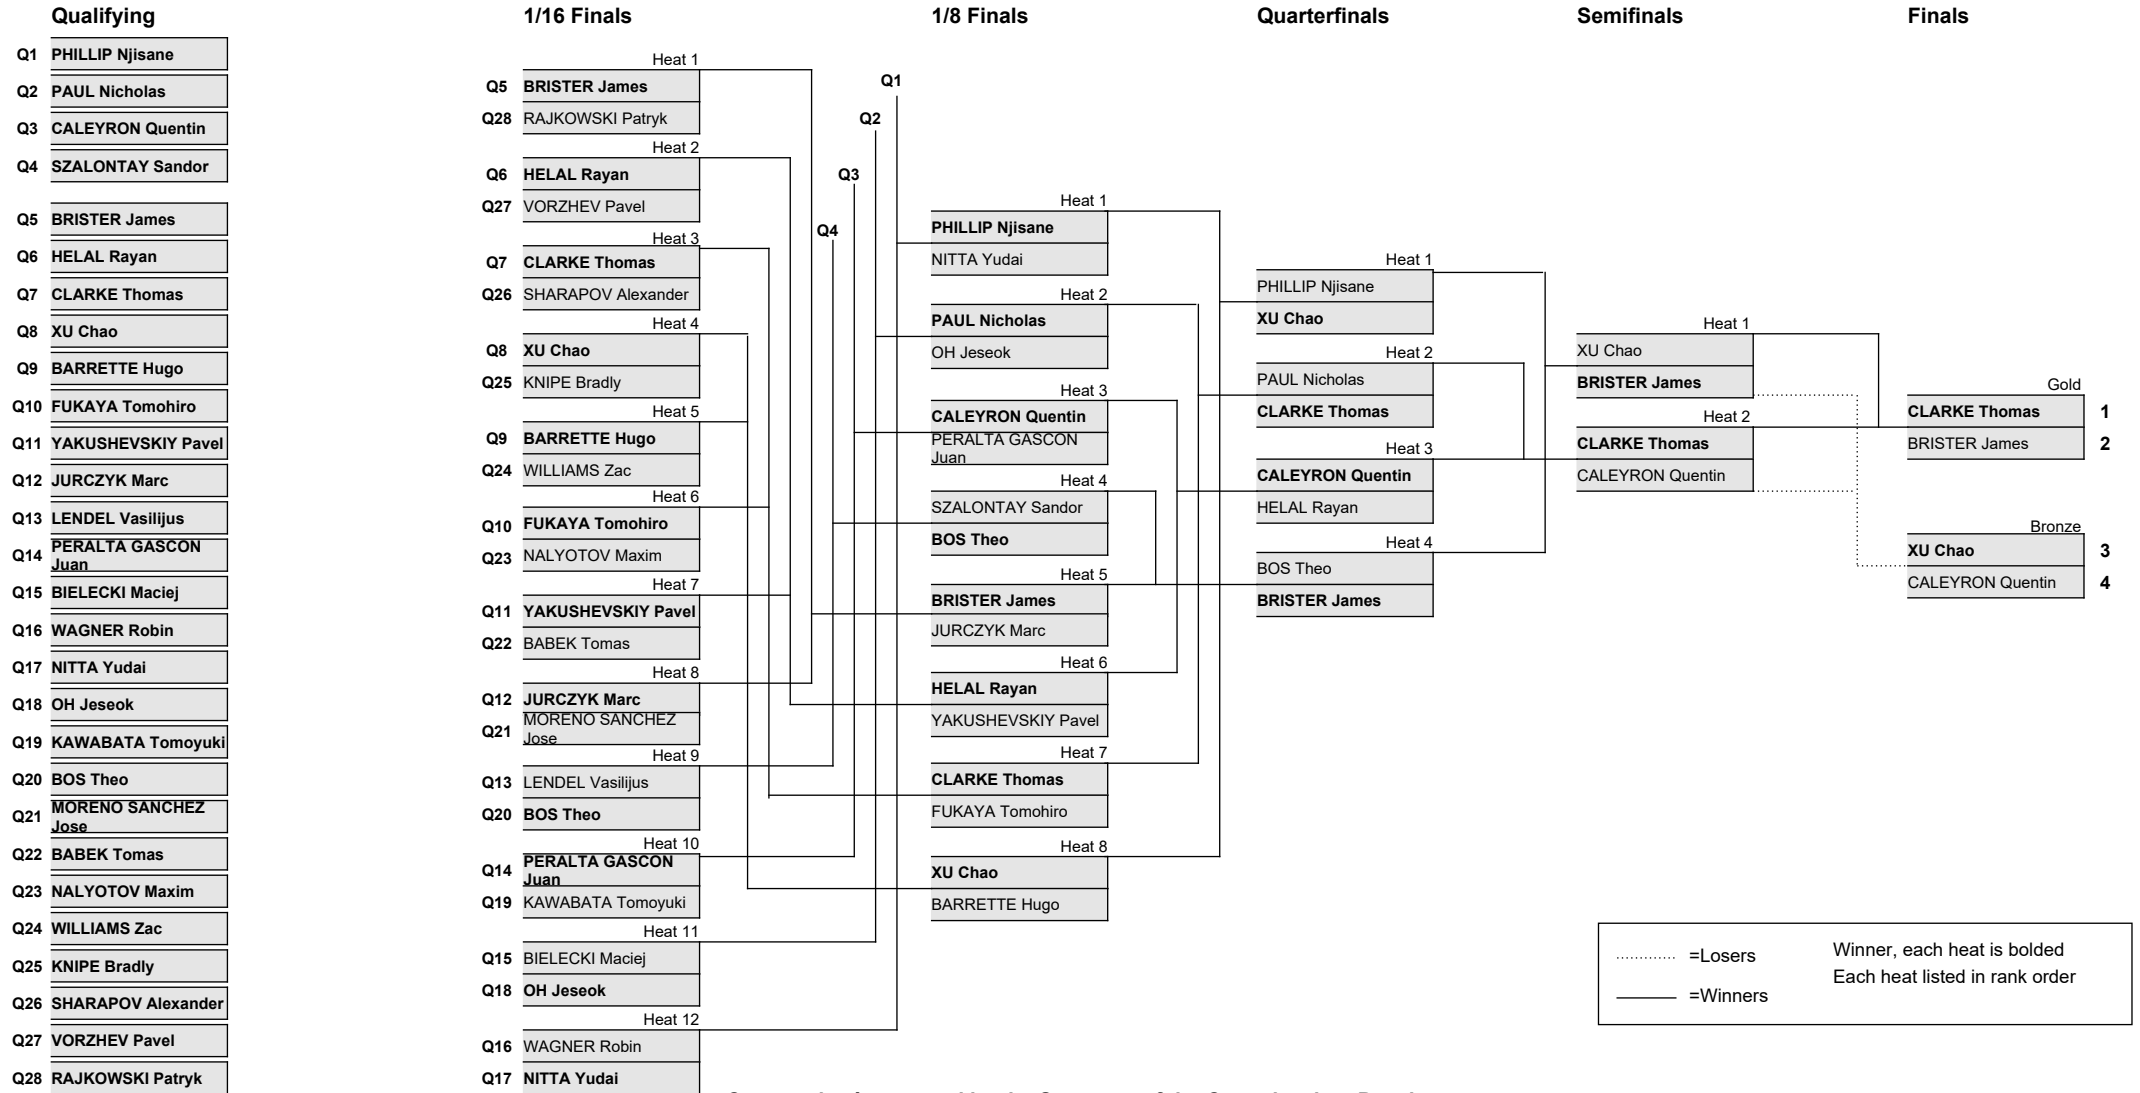 Qualifying
1/16 Finals
1/8 Finals
Quarterfinals
Semifinals
Finals
Q1 PHILLIP Njisane
Q2 PAUL Nicholas
Q3 CALEYRON Quentin
Q4 SZALONTAY Sandor
Q5 BRISTER James
Q6 HELAL Rayan
Q7 CLARKE Thomas
Q8 XU Chao
Q9 BARRETTE Hugo
Q10 FUKAYA Tomohiro
Q11 YAKUSHEVSKIY Pavel
Q12 JURCZYK Marc
Q13 LENDEL Vasilijus
Q14 PERALTA GASCON
Juan
Q15 BIELECKI Maciej
Q16 WAGNER Robin
Q17 NITTA Yudai
Q18 OH Jeseok
Q19 KAWABATA Tomoyuki
Q20 BOS Theo
Q21 MORENO SANCHEZ
Jose
Q22 BABEK Tomas
Q23 NALYOTOV Maxim
Q24 WILLIAMS Zac
Q25 KNIPE Bradly
Q26 SHARAPOV Alexander
Q27 VORZHEV Pavel
Q28 RAJKOWSKI Patryk
Heat 1
Q5 BRISTER James
Q28 RAJKOWSKI Patryk
Heat 2
Q6 HELAL Rayan
Q27 VORZHEV Pavel
Heat 3
Q7 CLARKE Thomas
Q26 SHARAPOV Alexander
Heat 4
Q8 XU Chao
Q25 KNIPE Bradly
Heat 5
Q9 BARRETTE Hugo
Q24 WILLIAMS Zac
Heat 6
Q10 FUKAYA Tomohiro
Q23 NALYOTOV Maxim
Heat 7
Q11 YAKUSHEVSKIY Pavel
Q22 BABEK Tomas
Heat 8
Q12 JURCZYK Marc
Q21 MORENO SANCHEZ
Jose
Heat 9
Q13 LENDEL Vasilijus
Q20 BOS Theo
Heat 10
Q14 PERALTA GASCON
Juan
Q19 KAWABATA Tomoyuki
Heat 11
Q15 BIELECKI Maciej
Q18 OH Jeseok
Heat 12
Q16 WAGNER Robin
Q17 NITTA Yudai
Q1
Q2
Q3
Q4
Heat 1
PHILLIP Njisane
NITTA Yudai
Heat 2
PAUL Nicholas
OH Jeseok
Heat 3
CALEYRON Quentin
PERALTA GASCON
Juan
Heat 4
SZALONTAY Sandor
BOS Theo
Heat 5
BRISTER James
JURCZYK Marc
Heat 6
HELAL Rayan
YAKUSHEVSKIY Pavel
Heat 7
CLARKE Thomas
FUKAYA Tomohiro
Heat 8
XU Chao
BARRETTE Hugo
Heat 1
PHILLIP Njisane
XU Chao
Heat 2
PAUL Nicholas
CLARKE Thomas
Heat 3
CALEYRON Quentin
HELAL Rayan
Heat 4
BOS Theo
BRISTER James
Heat 1
XU Chao
BRISTER James
Heat 2
CLARKE Thomas
CALEYRON Quentin
Gold
CLARKE Thomas 1
BRISTER James 2
Bronze
XU Chao 3
CALEYRON Quentin 4
=Losers
=Winners
Winner, each heat is bolded
Each heat listed in rank order